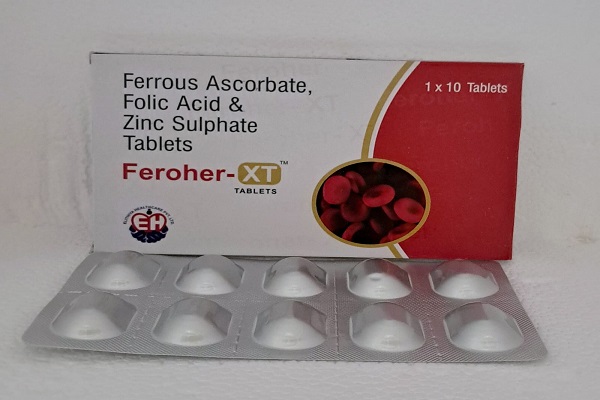 Ferrous Ascorbate,
Folic Acid &
Zinc Sulphate
Tablets
Feroher-XT™
TABLETS
1 x 10 Tablets
EH